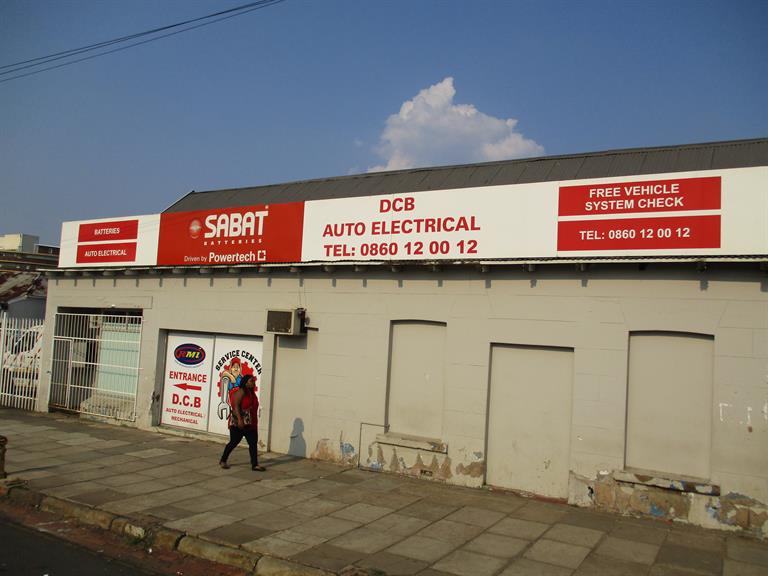 BATTERIES
AUTO ELECTRICAL
SABAT
BATTERIES
Driven by Powertech
DCB
AUTO ELECTRICAL
TEL: 0860 12 00 12
FREE VEHICLE
SYSTEM CHECK
TEL: 0860 12 00 12
RMI
ENTRANCE
D.C.B
AUTO ELECTRICAL/
MECHANICAL
SERVICE CENTER